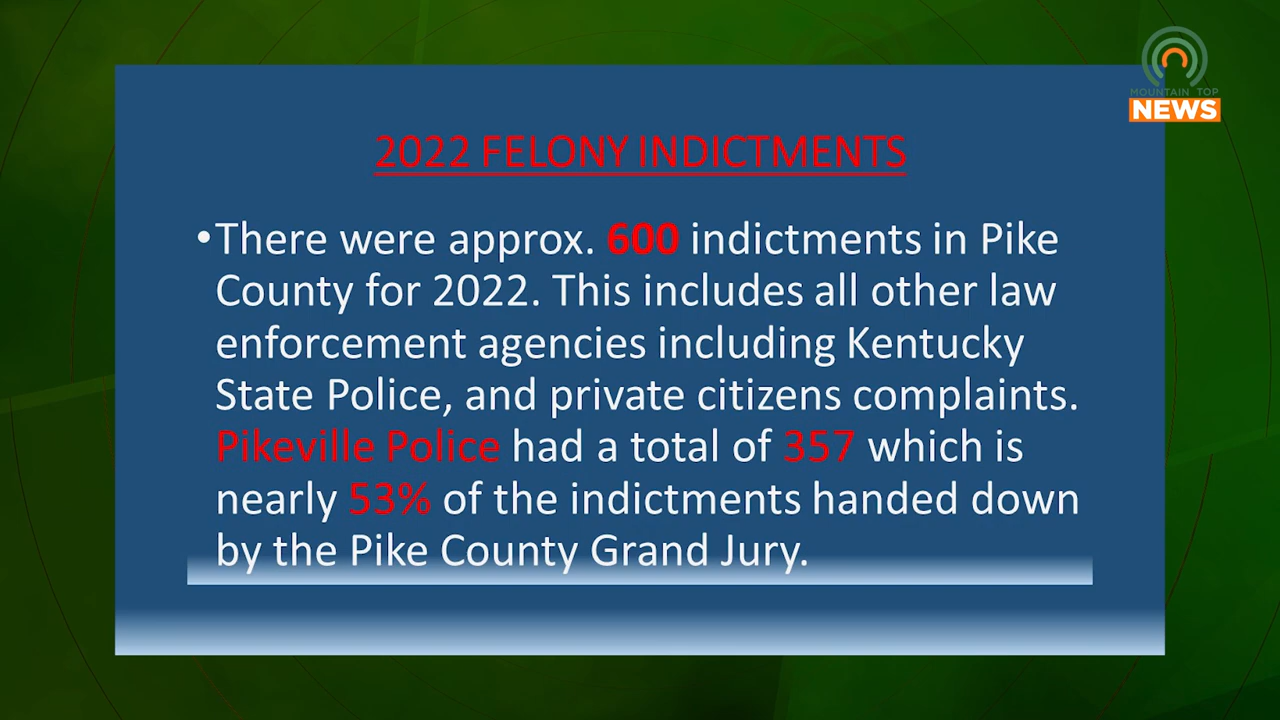 MOUNTAIN TOP
NEWS
2022 FELONY INDICTMENTS
•There were approx. 600 indictments in Pike
County for 2022. This includes all other law
enforcement agencies including Kentucky
State Police, and private citizens complaints.
Pikeville Police had a total of 357 which is
nearly 53% of the indictments handed down
by the Pike County Grand Jury.